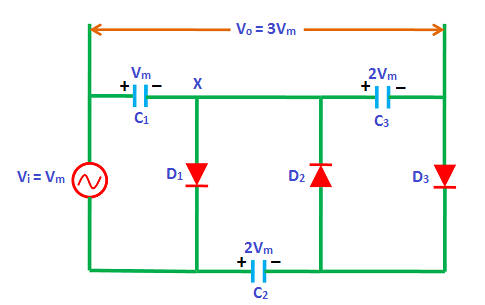 Vo = 3Vm
Vm
2Vm
+ −
X
+ −
C1
C3
Vi = Vm
D1
D2
D3
2Vm
+ −
C2